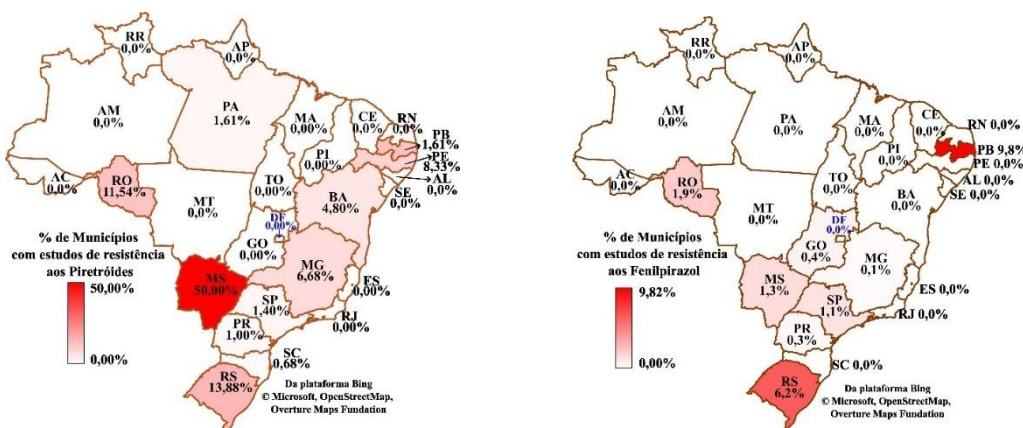 RR
0,0%
AP
0,0%
AM
0,0%
PA
1,61%
MA
0,00%
CE
0,0%
RN
0,0%
PB
1,61%
PE
8,33%
AL
0,0%
SE
0,0%
PI
0,00%
AC
0,0%
RO
11,54%
TO
0,00%
MT
0,0%
BA
4,80%
DF
0,00%
GO
0,00%
MG
6,68%
ES
0,00%
RJ
0,00%
MS
50,00%
SP
1,40%
PR
1,00%
SC
0,68%
RS
13,88%
% de Municípios
com estudos de resistência
aos Piretróides
50,00%
0,00%
Da plataforma Bing
© Microsoft, OpenStreetMap,
Overture Maps Fundation
RR
0,0%
AP
0,0%
AM
0,0%
PA
0,0%
MA
0,0%
CE
0,0%
RN 0,0%
PB 9,8%
PE 0,0%
AL 0,0%
SE 0,0%
PI
0,0%
AC
0,0%
RO
1,9%
TO
0,0%
MT
0,0%
BA
0,0%
DF
0,0%
GO
0,4%
MG
0,1%
ES 0,0%
RJ 0,0%
MS
1,3%
SP
1,1%
PR
0,3%
SC 0,0%
RS
6,2%
% de Municípios
com estudos de resistência
aos Fenilpirazol
9,82%
0,00%
Da plataforma Bing
© Microsoft, OpenStreetMap,
Overture Maps Fundation